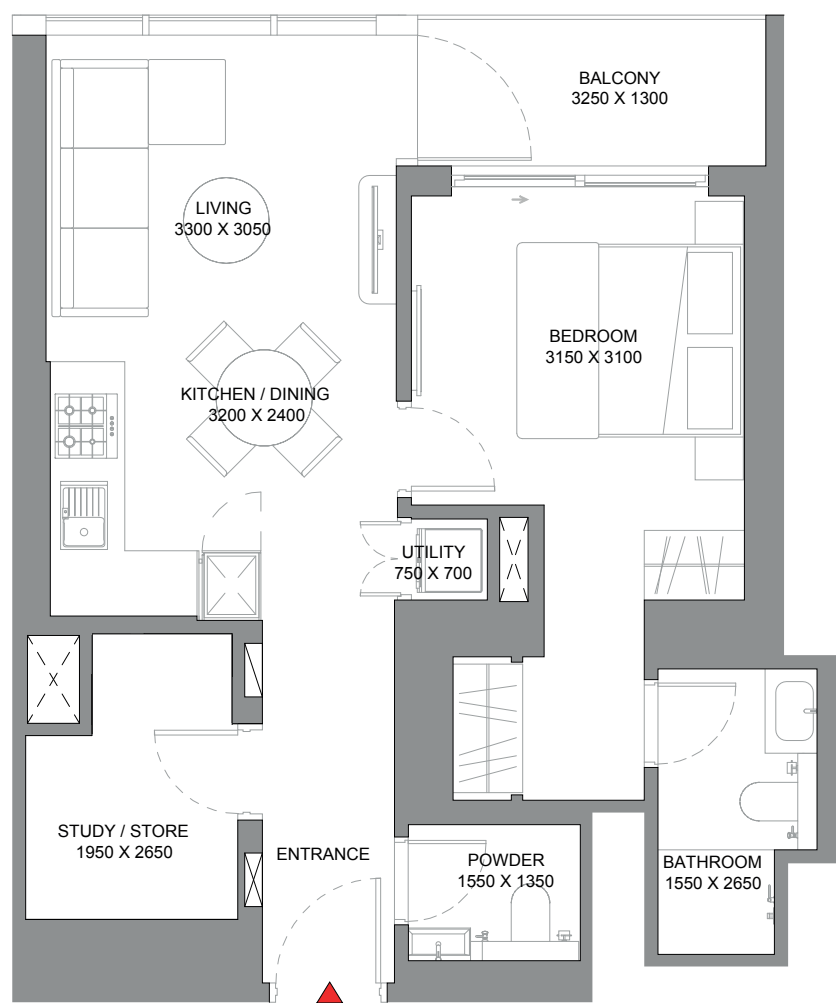 BALCONY
3250 X 1300
LIVING
3300 X 3050
BEDROOM
3150 X 3100
KITCHEN / DINING
3200 X 2400
UTILITY
750 X 700
STUDY / STORE
1950 X 2650
ENTRANCE
POWDER
1550 X 1350
BATHROOM
1550 X 2650